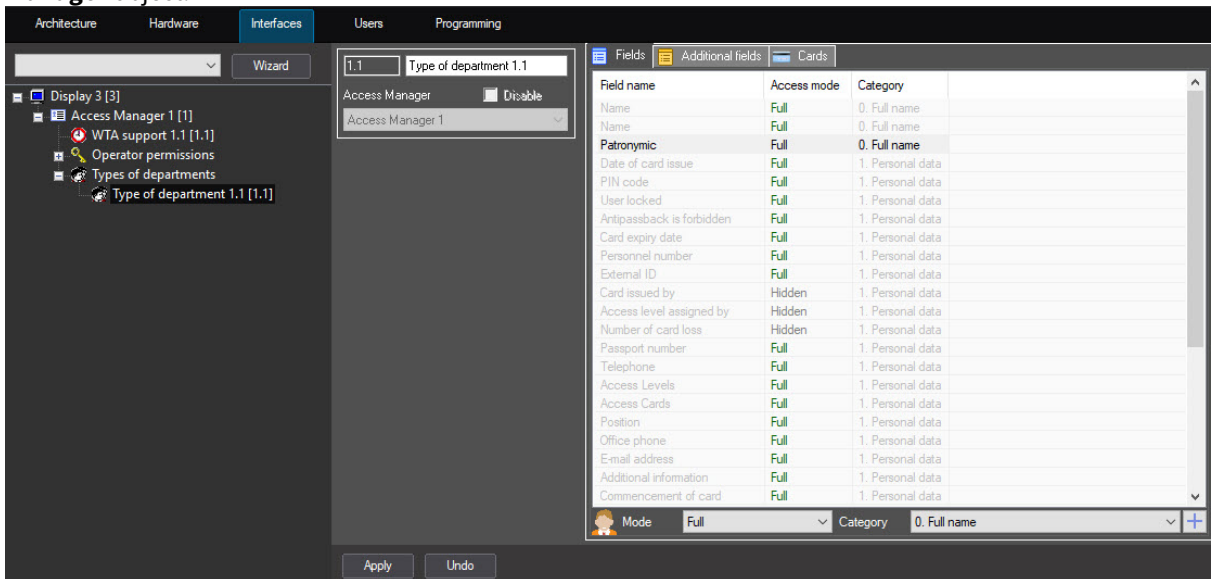 Architecture Hardware Interfaces Users Programming
Wizard
Display 3 [3]
Access Manager 1 [1]
WTA support 1.1 [1.1]
Operator permissions
Types of departments
Type of department 1.1 [1.1]
1.1 Type of department 1.1
Access Manager Disable
Access Manager 1
Fields Additional fields Cards
Field name Access mode Category
Name Full 0. Full name
Name Full 0. Full name
Patronymic Full 0. Full name
Date of card issue Full 1. Personal data
PIN code Full 1. Personal data
User locked Full 1. Personal data
Antipassback is forbidden Full 1. Personal data
Card expiry date Full 1. Personal data
Personnel number Full 1. Personal data
External ID Full 1. Personal data
Card issued by Hidden 1. Personal data
Access level assigned by Hidden 1. Personal data
Number of card loss Hidden 1. Personal data
Passport number Full 1. Personal data
Telephone Full 1. Personal data
Access Levels Full 1. Personal data
Access Cards Full 1. Personal data
Position Full 1. Personal data
Office phone Full 1. Personal data
E-mail address Full 1. Personal data
Additional information Full 1. Personal data
Commencement of card Full 1. Personal data
Mode Full Category 0. Full name
Apply Undo